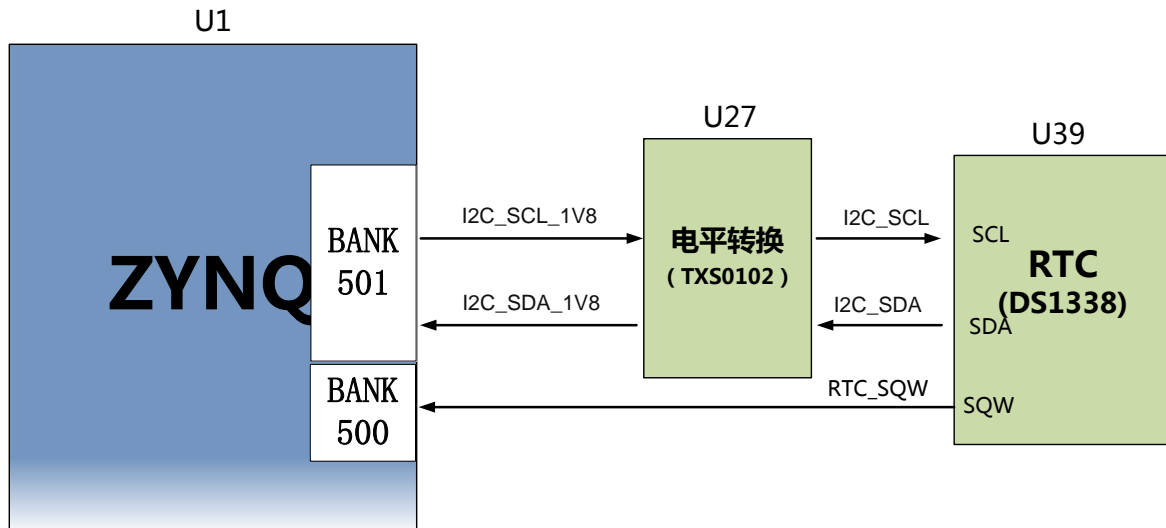 U1
U27
U39
ZYNQ
BANK
501
BANK
500
I2C_SCL_1V8
I2C_SDA_1V8
电平转换
(TXS0102)
I2C_SCL
I2C_SDA
RTC_SQW
SCL
RTC
(DS1338)
SDA
SQW